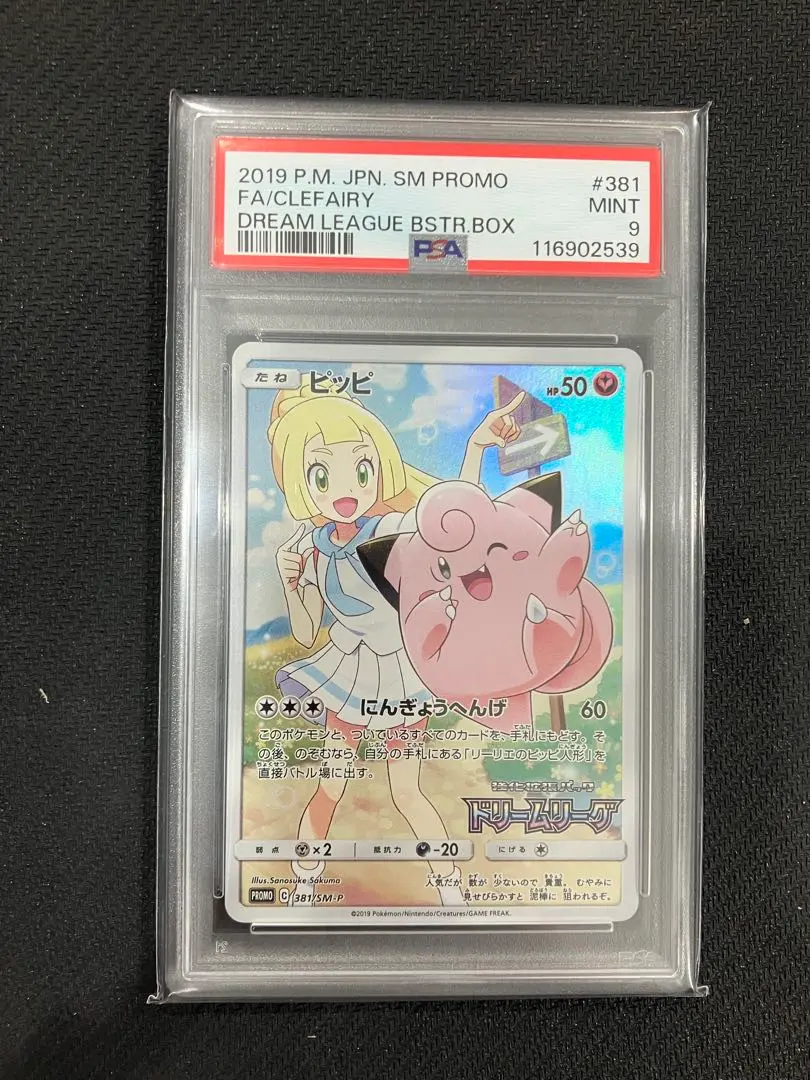 2019 P.M. JPN. SM PROMO #381
FA/CLEFAIRY MINT
DREAM LEAGUE BSTR.BOX 9
PSA 116902539
たね ピッピ HP50
にんぎょうへんげ 60
このポケモンと、ついているすべてのカードを、手札にもどす。そ
の後、のぞむなら、自分の手札にある「リーリエのピッピ人形」を
直接バトル場に出す。
強化拡張パック
ドリームリーグ
弱点 ×2 抵抗力 -20 にげる
Illus.Sanosuke Sakuma
人気だが 数が 少ないので 貴重。 むやみに
見せびらかすと 泥棒に 狙われるぞ。
PROMO C 381/SM-P
©2019 Pokémon/Nintendo/Creatures/GAME FREAK.